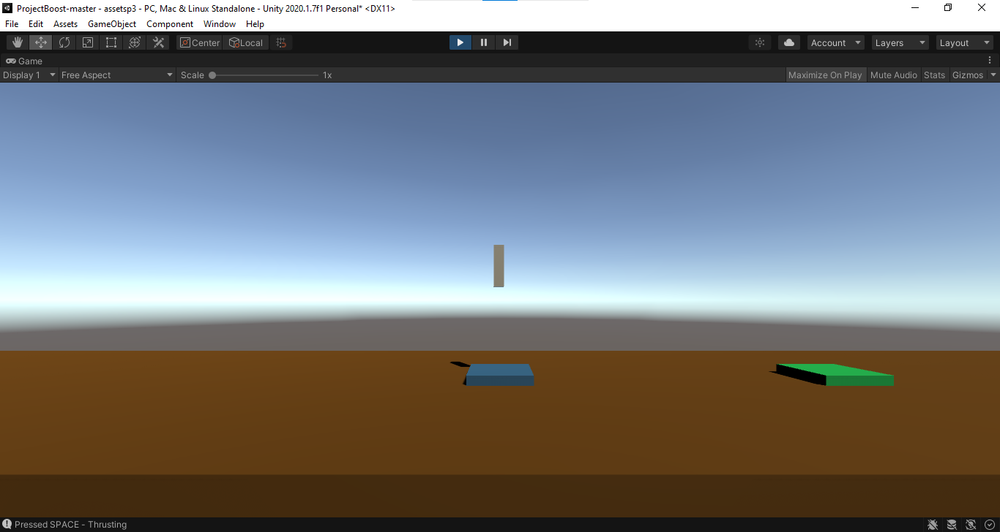 ProjectBoost-master - assetsp3 - PC, Mac & Linux Standalone - Unity 2020.1.7f1 Personal* <DX11>
File Edit Assets GameObject Component Window Help
Center Local Account Layers Layout
Game
Display 1 Free Aspect Scale 1x Maximize On Play Mute Audio Stats Gizmos
Pressed SPACE - Thrusting